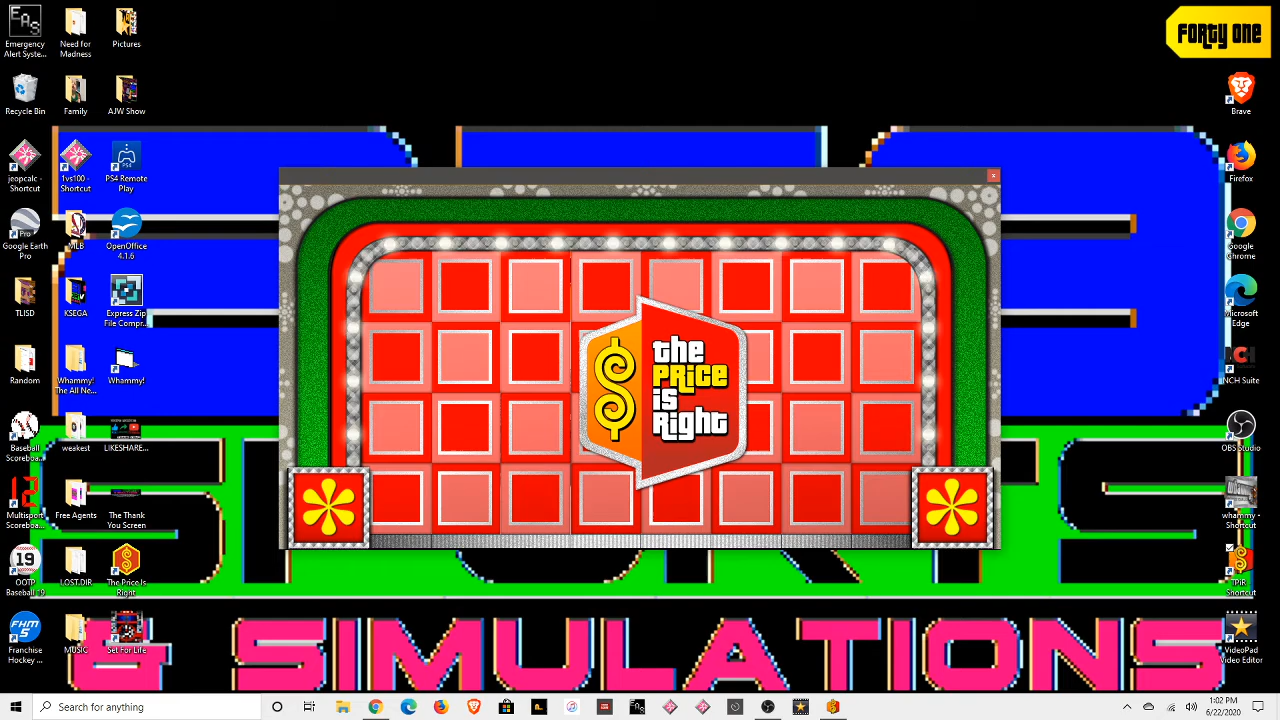 Emergency
Alert Syste...
Need for
Madness
Pictures
FORTY ONE
Recycle Bin
Family
AJW Show
Brave
jeopcalc -
Shortcut
1vs100 -
Shortcut
PS4 Remote
Play
Firefox
Google Earth
Pro
MLB
OpenOffice
4.1.6
Google
Chrome
TLISD
KSEGA
Express Zip
File Compr...
Microsoft
Edge
Random
Whammy!
The All Ne...
Whammy!
NCH Suite
the
PRiCE
is
Right
Baseball
Scoreboa...
weakest
LIKESHARE...
OBS Studio
12
Multisport
Scoreboa...
Free Agents
The Thank
You Screen
whammy -
Shortcut
19
OOTP
Baseball 19
LOST.DIR
The Price Is
Right
TPiR
Shortcut
FHM
5
Franchise
Hockey ...
MUSIC
Set For Life
VideoPad
Video Editor
& SIMULATIONS
Search for anything
1:02 PM
6/22/2020